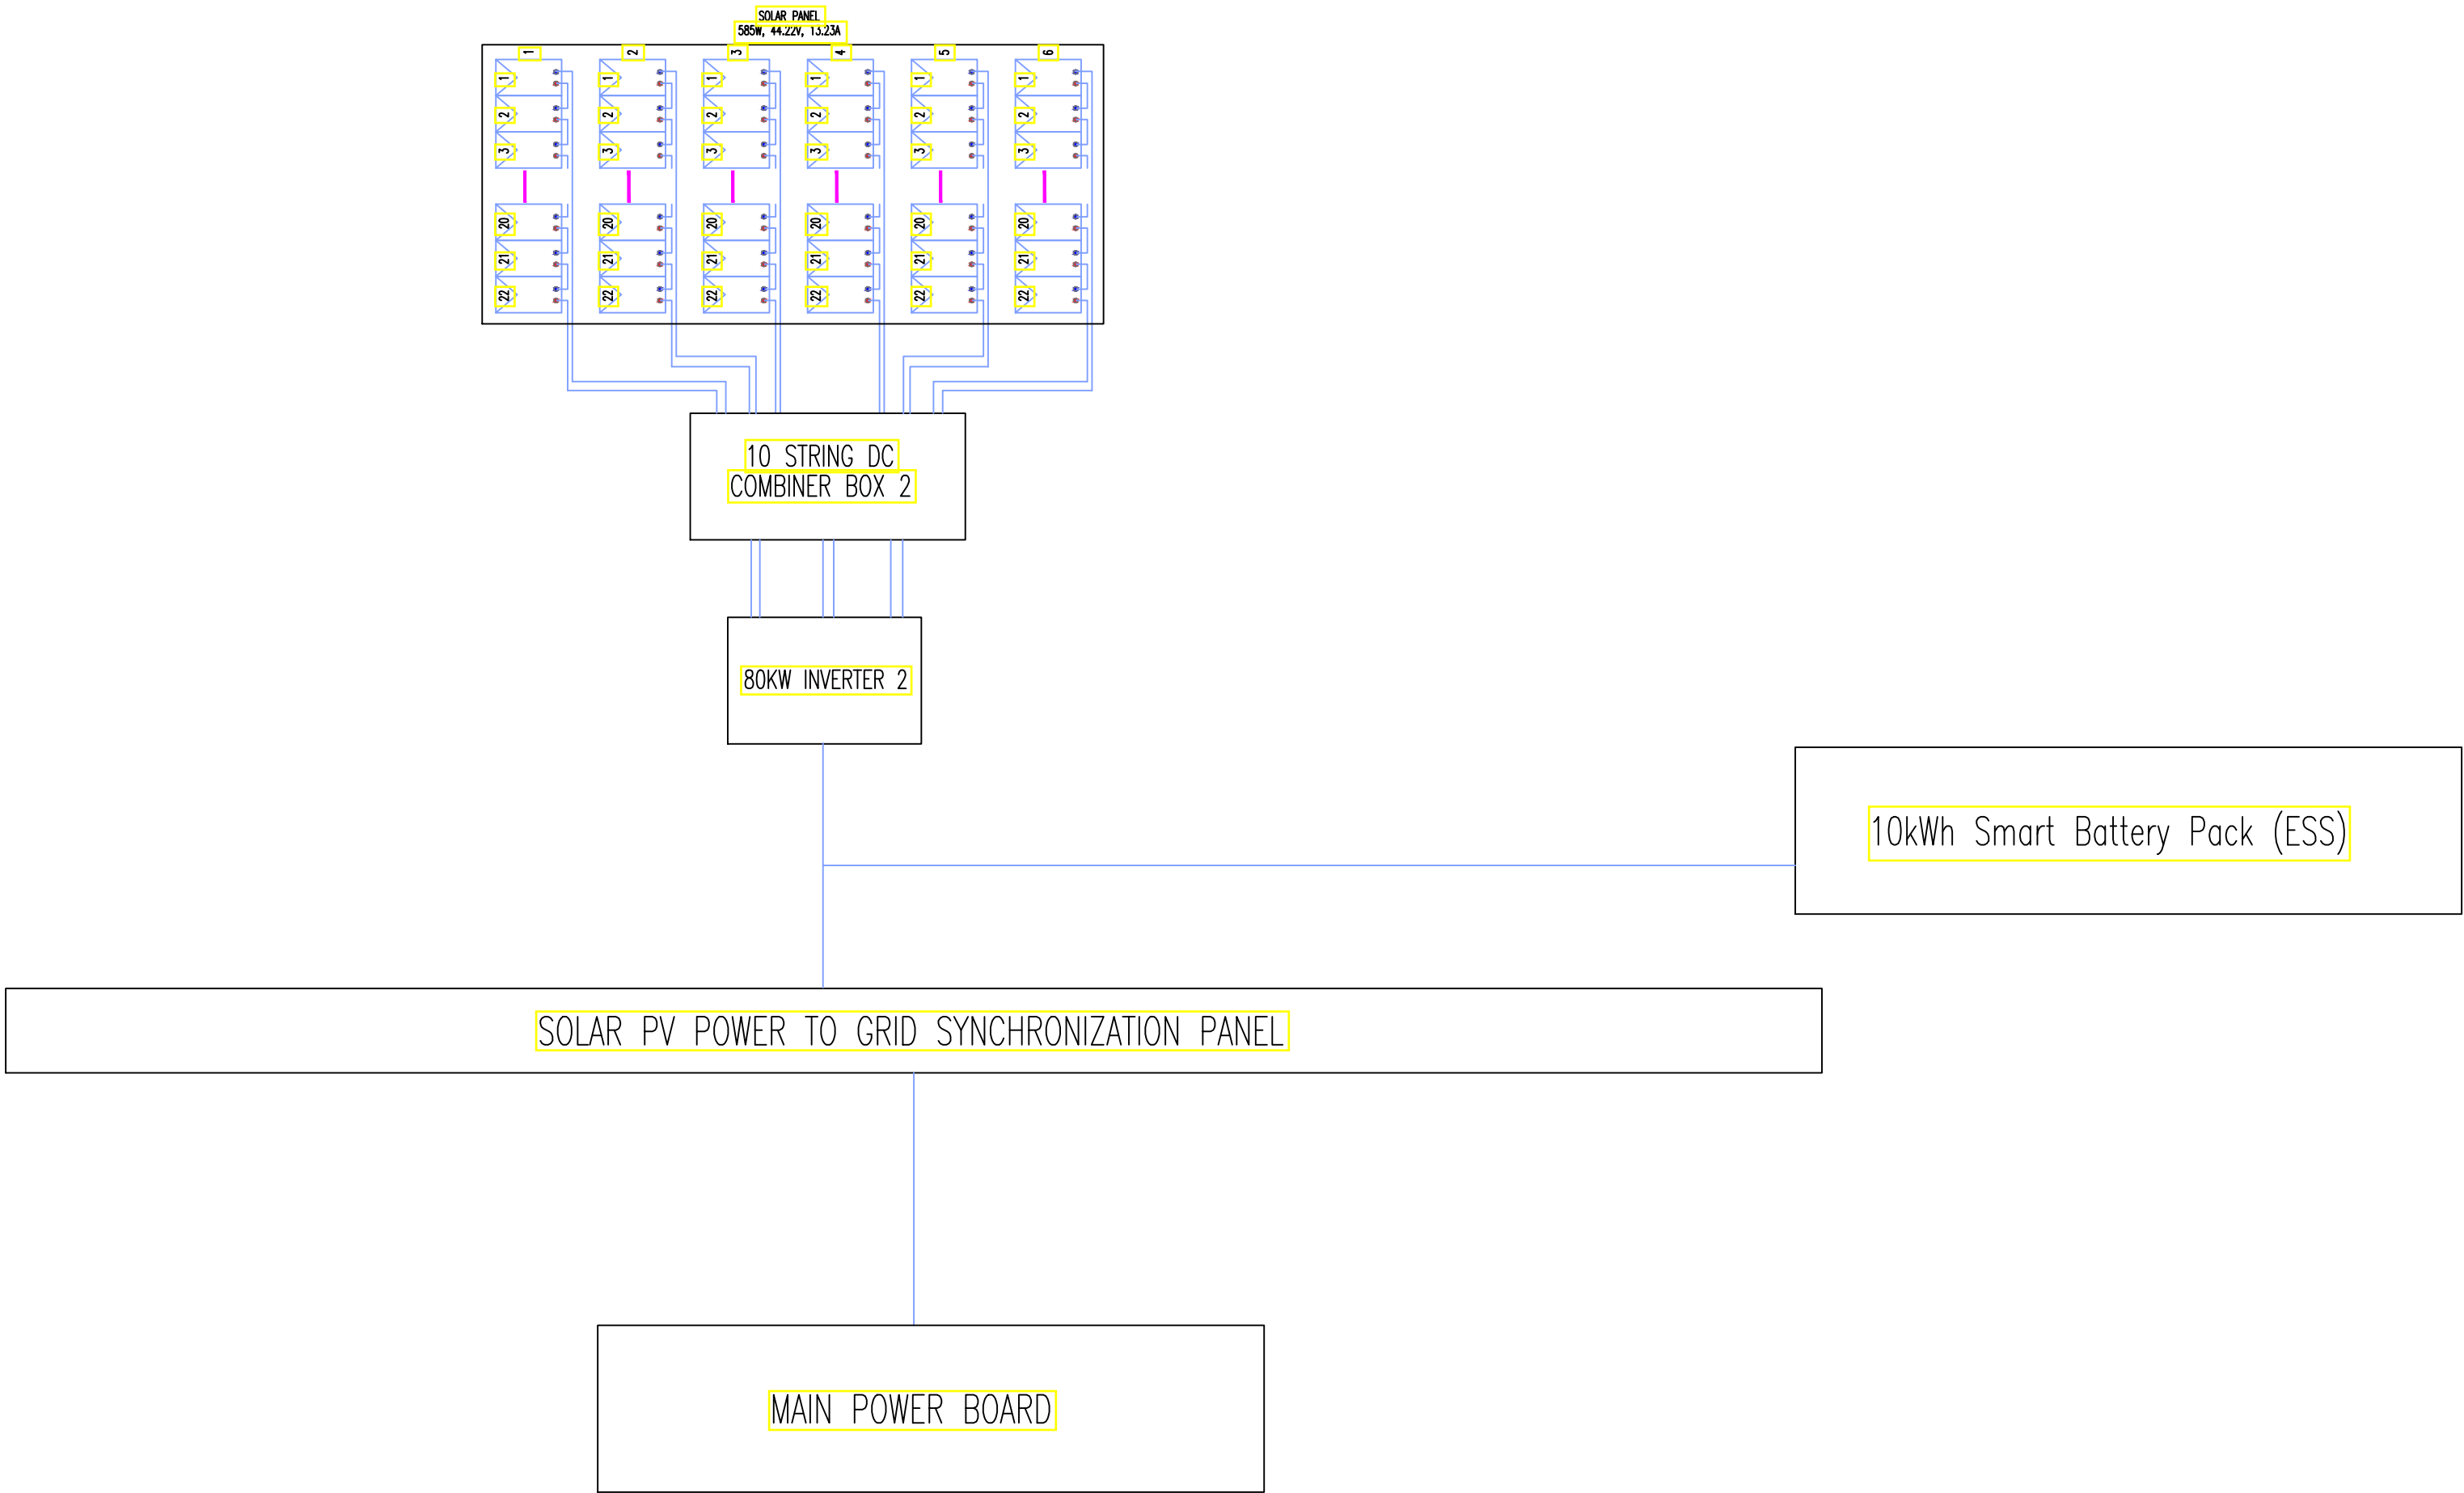 SOLAR PANEL
585W, 44.22V, 13.23A
1 2 3 4 5 6
1 1 1 1 1 1
2 2 2 2 2 2
3 3 3 3 3 3
20 20 20 20 20 20
21 21 21 21 21 21
22 22 22 22 22 22
10 STRING DC
COMBINER BOX 2
80KW INVERTER 2
10kWh Smart Battery Pack (ESS)
SOLAR PV POWER TO GRID SYNCHRONIZATION PANEL
MAIN POWER BOARD